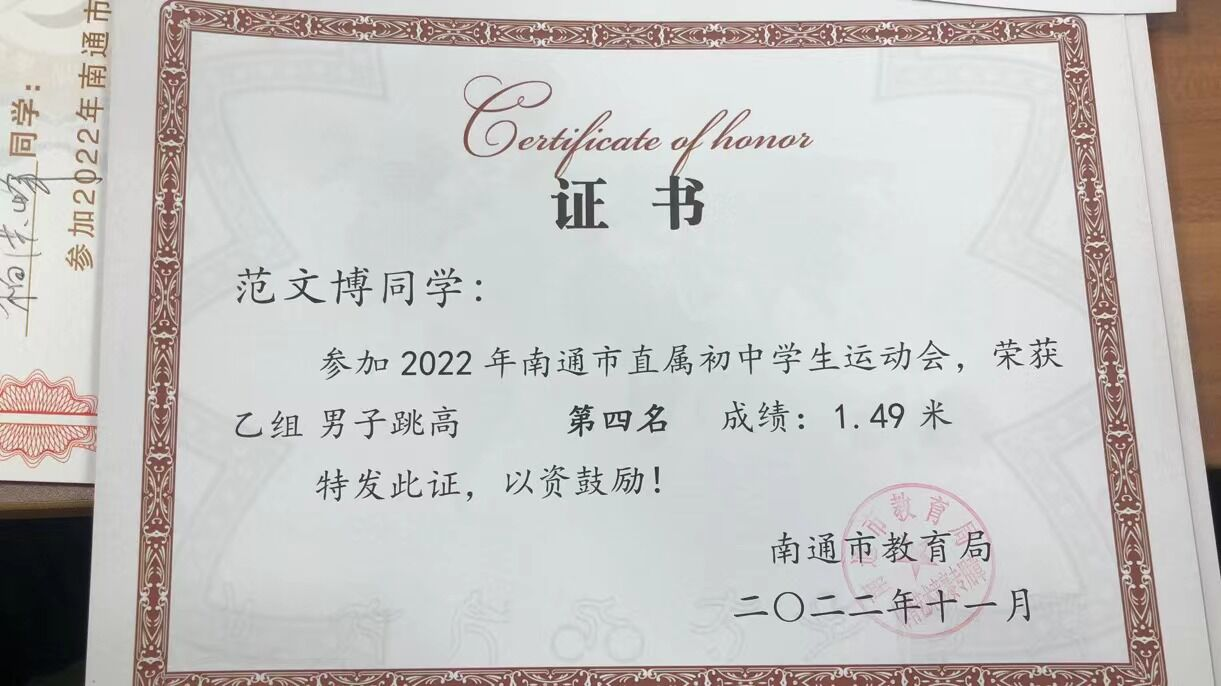 Certificate of honor
证书
范文博同学：
参加2022年南通市直属初中学生运动会，荣获
乙组 男子跳高 第四名 成绩：1.49米
特发此证，以资鼓励！
南通市教育局
二〇二二年十一月
市教育局
同学：
参加2022年南通市